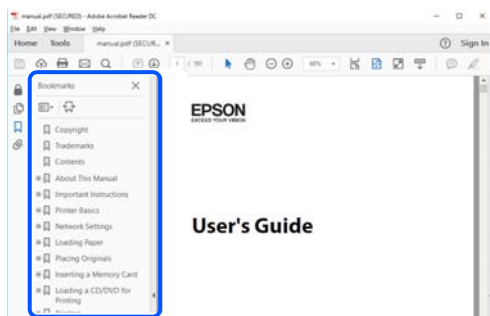 manual.pdf (SECURED) - Adobe Acrobat Reader DC
File Edit View Window Help
Home Tools manual.pdf (SECUR... × Sign In
1 / 191
Bookmarks
Copyright
Trademarks
Contents
About This Manual
Important Instructions
Printer Basics
Network Settings
Loading Paper
Placing Originals
Inserting a Memory Card
Loading a CD/DVD for
Printing
EPSON
EXCEED YOUR VISION
User's Guide